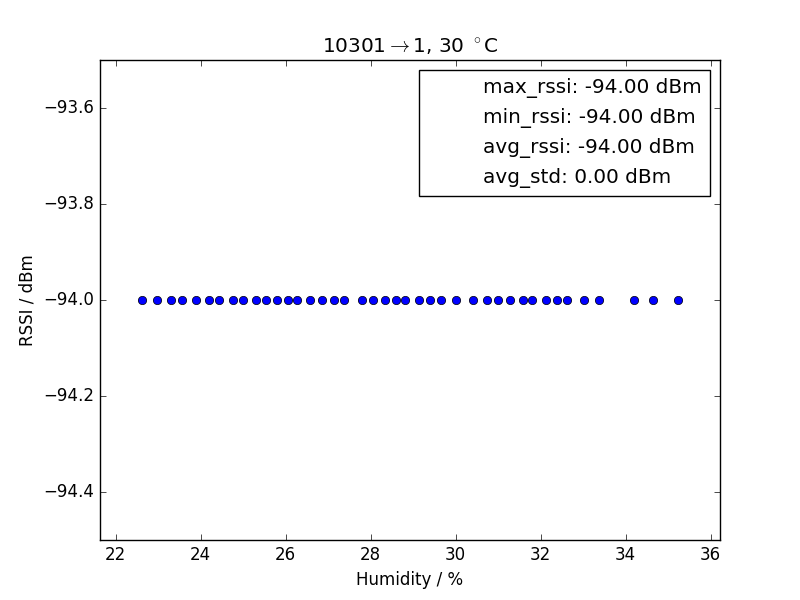 10301→1, 30 °C
max_rssi: -94.00 dBm
min_rssi: -94.00 dBm
avg_rssi: -94.00 dBm
avg_std: 0.00 dBm
RSSI / dBm
−93.6
−93.8
−94.0
−94.2
−94.4
22 24 26 28 30 32 34 36
Humidity / %